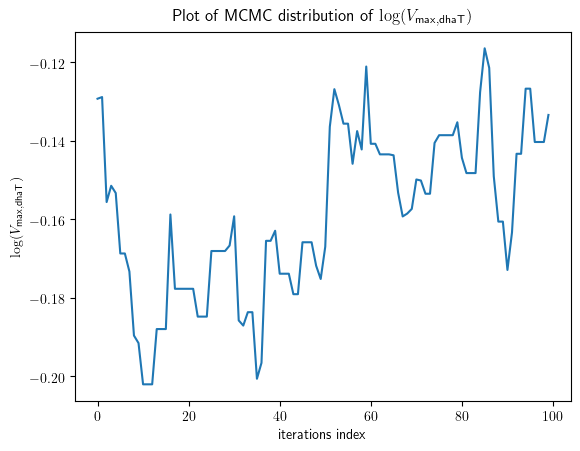 Plot of MCMC distribution of log(V_max,dhaT)
log(V_max,dhaT)
−0.12
−0.14
−0.16
−0.18
−0.20
0 20 40 60 80 100
iterations index